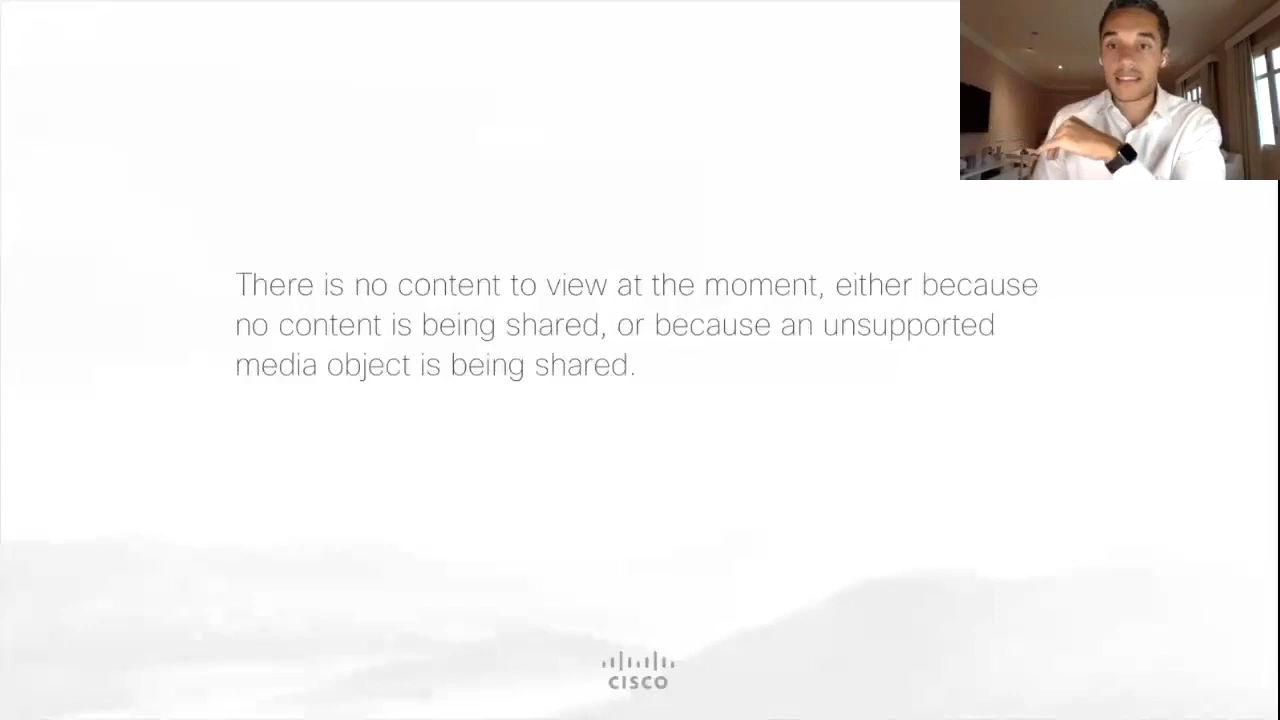 There is no content to view at the moment, either because
no content is being shared, or because an unsupported
media object is being shared.
CISCO